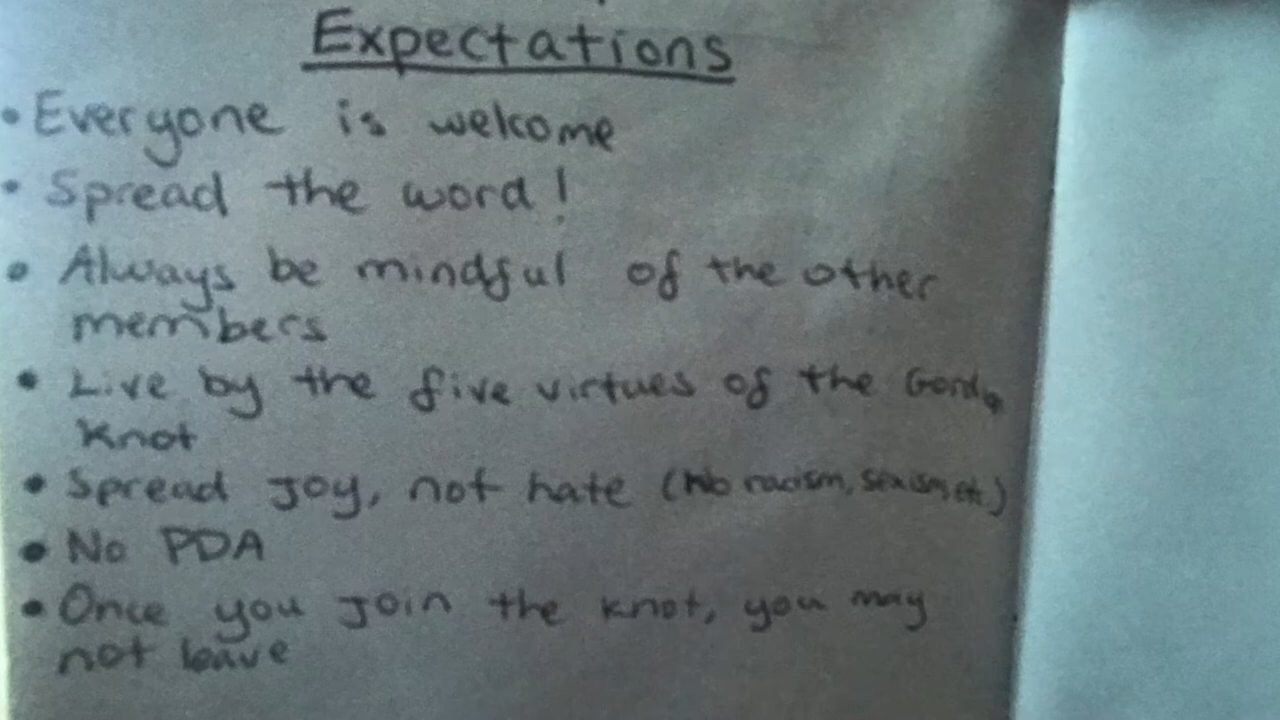 Expectations
• Everyone is welcome
• Spread the word!
• Always be mindful of the other
members
• Live by the five virtues of the
Knot
• Spread Joy, not hate (No racism, sexism, etc.)
• No PDA
• Once you Join the knot, you may
not leave